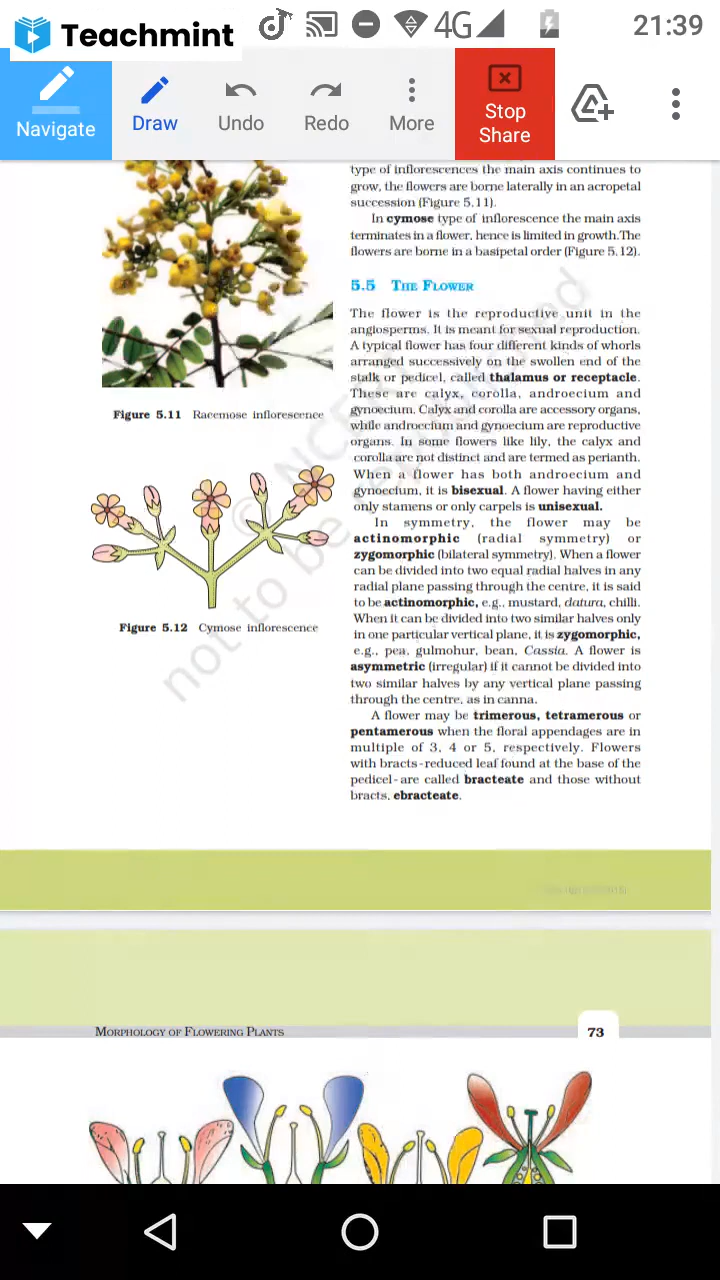 Teachmint
4G
21:39
Navigate
Draw
Undo
Redo
More
Stop
Share
type of inflorescences the main axis continues to
grow, the flowers are borne laterally in an acropetal
succession (Figure 5.11).
In cymose type of inflorescence the main axis
terminates in a flower, hence is limited in growth.The
flowers are borne in a basipetal order (Figure 5.12).
5.5 THE FLOWER
The flower is the reproductive unit in the
angiosperms. It is meant for sexual reproduction.
A typical flower has four different kinds of whorls
arranged successively on the swollen end of the
stalk or pedicel, called thalamus or receptacle.
These are calyx, corolla, androecium and
gynoecium. Calyx and corolla are accessory organs,
while androecium and gynoecium are reproductive
organs. In some flowers like lily, the calyx and
corolla are not distinct and are termed as perianth.
When a flower has both androecium and
gynoecium, it is bisexual. A flower having either
only stamens or only carpels is unisexual.
In symmetry, the flower may be
actinomorphic (radial symmetry) or
zygomorphic (bilateral symmetry). When a flower
can be divided into two equal radial halves in any
radial plane passing through the centre, it is said
to be actinomorphic, e.g., mustard, datura, chilli.
When it can be divided into two similar halves only
in one particular vertical plane, it is zygomorphic,
e.g., pea, gulmohur, bean, Cassia. A flower is
asymmetric (irregular) if it cannot be divided into
two similar halves by any vertical plane passing
through the centre, as in canna.
A flower may be trimerous, tetramerous or
pentamerous when the floral appendages are in
multiple of 3, 4 or 5, respectively. Flowers
with bracts-reduced leaf found at the base of the
pedicel-are called bracteate and those without
bracts, ebracteate.
Figure 5.11 Racemose inflorescence
Figure 5.12 Cymose inflorescence
© NCERT
not to be republished
MORPHOLOGY OF FLOWERING PLANTS
73